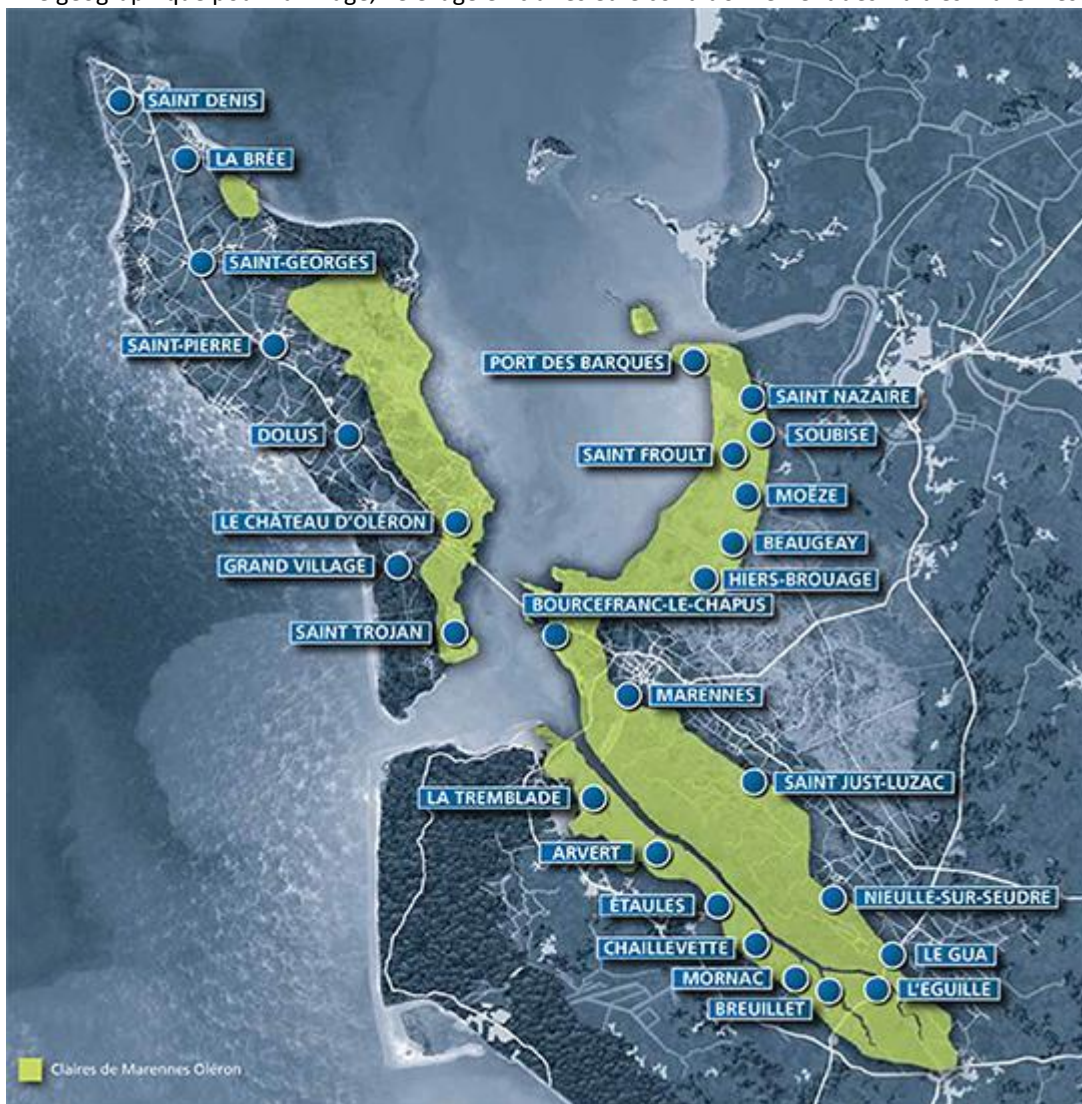 SAINT DENIS
LA BRÉE
SAINT-GEORGES
SAINT-PIERRE
PORT DES BARQUES
SAINT NAZAIRE
DOLUS
SOUBISE
SAINT FROULT
MOËZE
LE CHÂTEAU D'OLÉRON
BEAUGEAY
GRAND VILLAGE
HIERS-BROUAGE
BOURCEFRANC-LE-CHAPUS
SAINT TROJAN
MARENNES
SAINT JUST-LUZAC
LA TREMBLADE
ARVERT
NIEULLE-SUR-SEUDRE
ÉTAULES
CHAILLEVETTE
LE GUA
MORNAC
L'EGUILLE
BREUILLET
Claires de Marennes Oléron